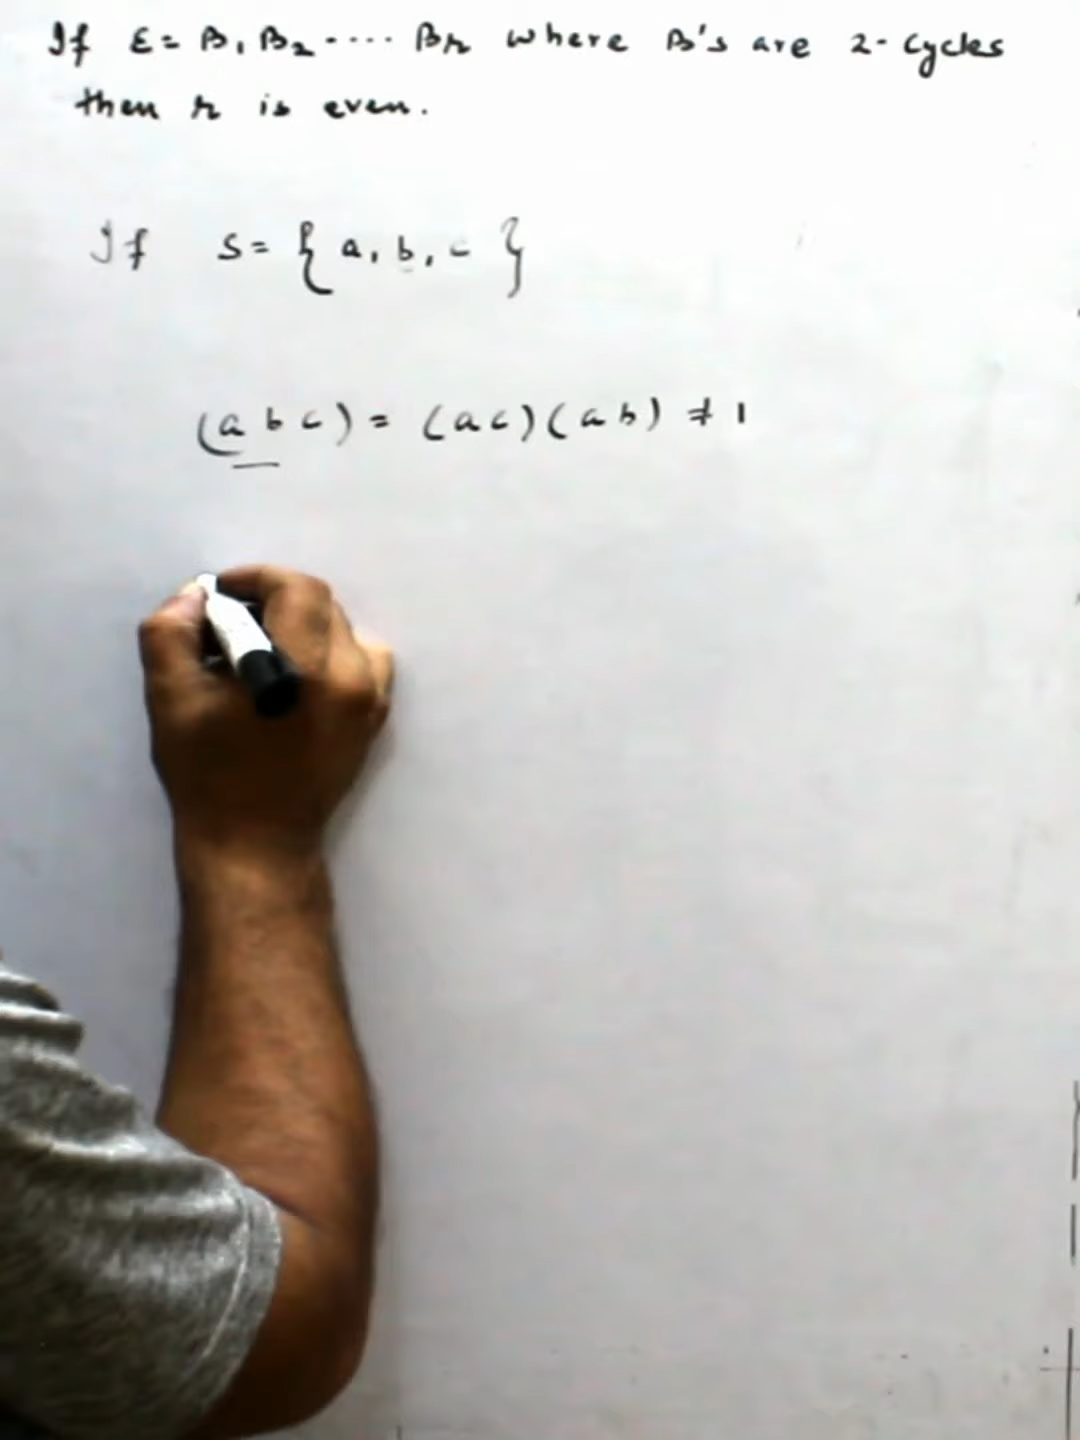 If ε = β₁ β₂ ---- βr where β's are 2-cycles
then r is even.
If S = { a, b, c }
(a b c) = (a c) (a b) ≠ 1